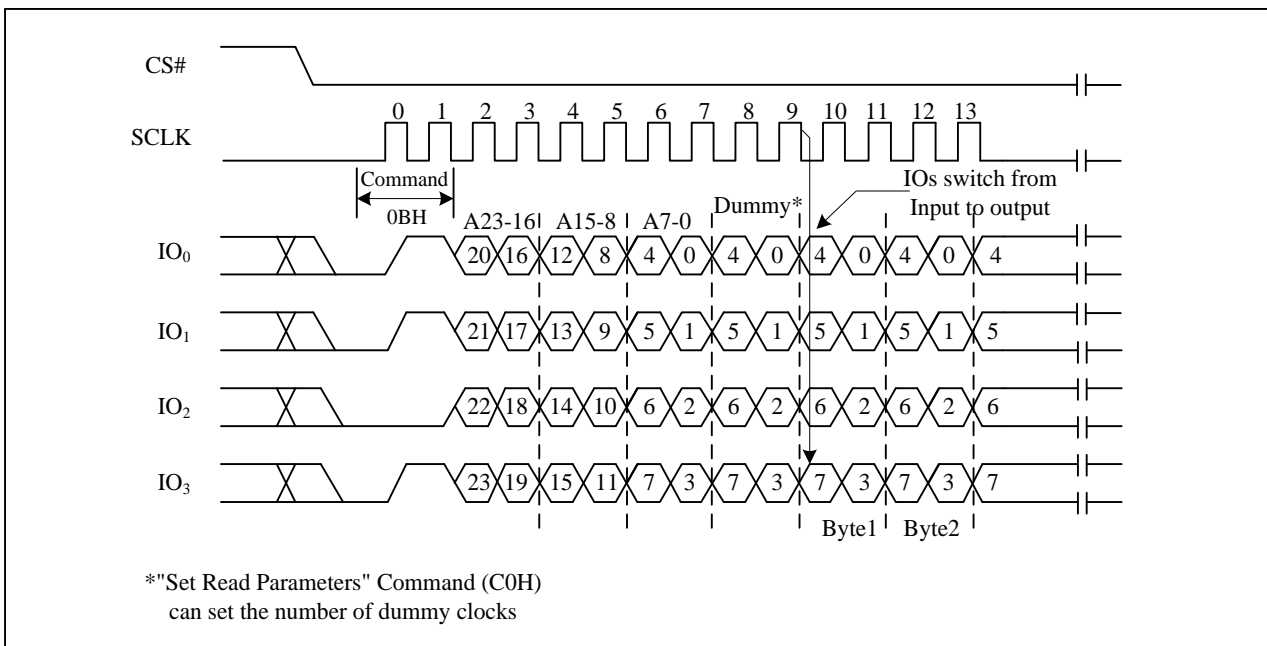 CS#
0 1 2 3 4 5 6 7 8 9 10 11 12 13
SCLK
Command
0BH
IOs switch from
Input to output
A23-16 A15-8 A7-0 Dummy*
IO0 20 16 12 8 4 0 4 0 4 0 4 0 4
IO1 21 17 13 9 5 1 5 1 5 1 5 1 5
IO2 22 18 14 10 6 2 6 2 6 2 6 2 6
IO3 23 19 15 11 7 3 7 3 7 3 7 3 7
Byte1 Byte2
*"Set Read Parameters" Command (C0H)
can set the number of dummy clocks